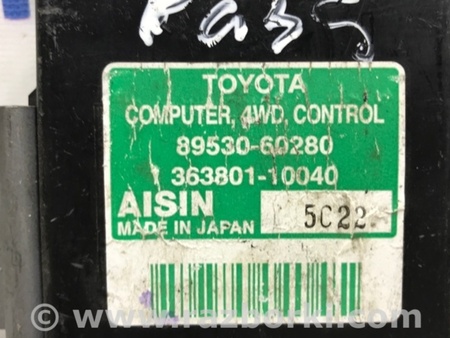 TOYOTA
COMPUTER, 4WD, CONTROL
89530-60280
363801-10040
AISIN
MADE IN JAPAN
5C22
© www.razborki.com